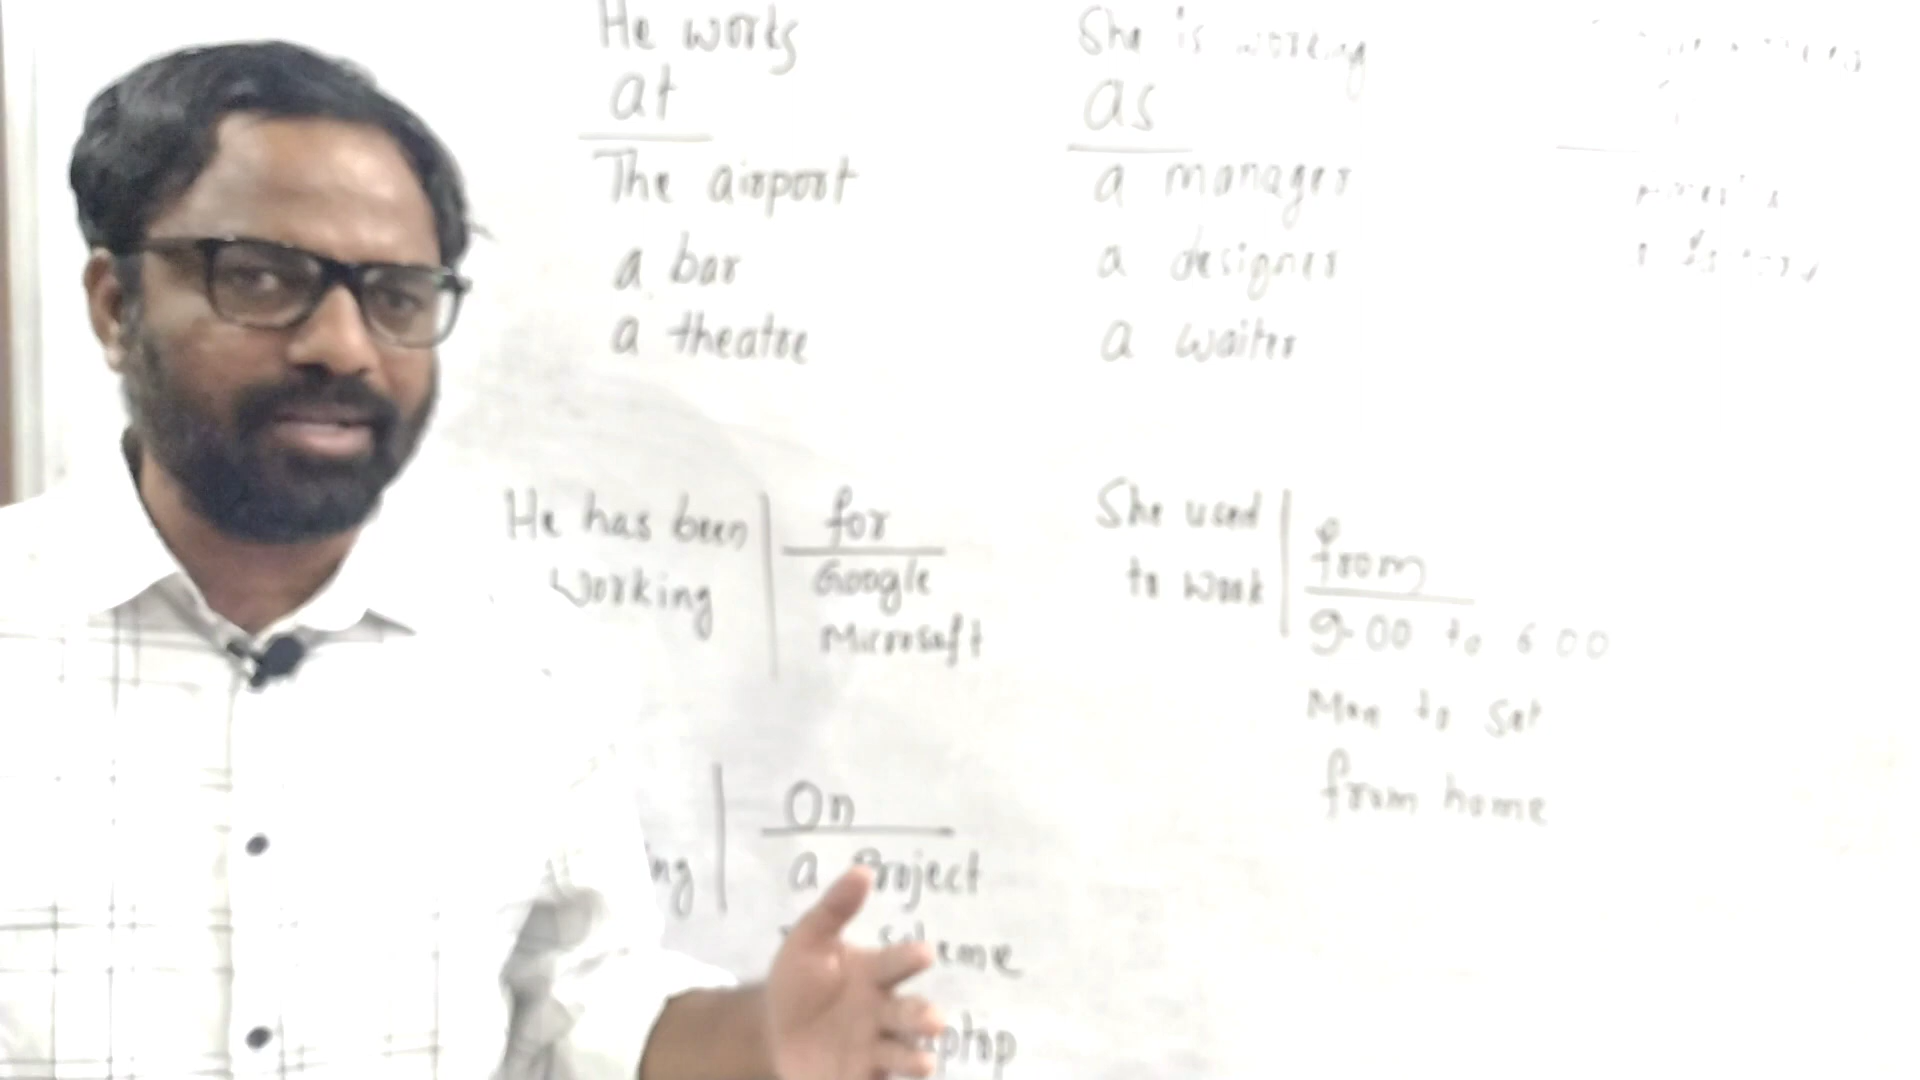 He works
at
The airport
a bar
a theatre
She is working
as
a manager
a designer
a waiter
He has been
working
for
Google
Microsoft
She used
to work
from
9.00 to 6 00
Mon to Sat
from home
On
a Project
scheme